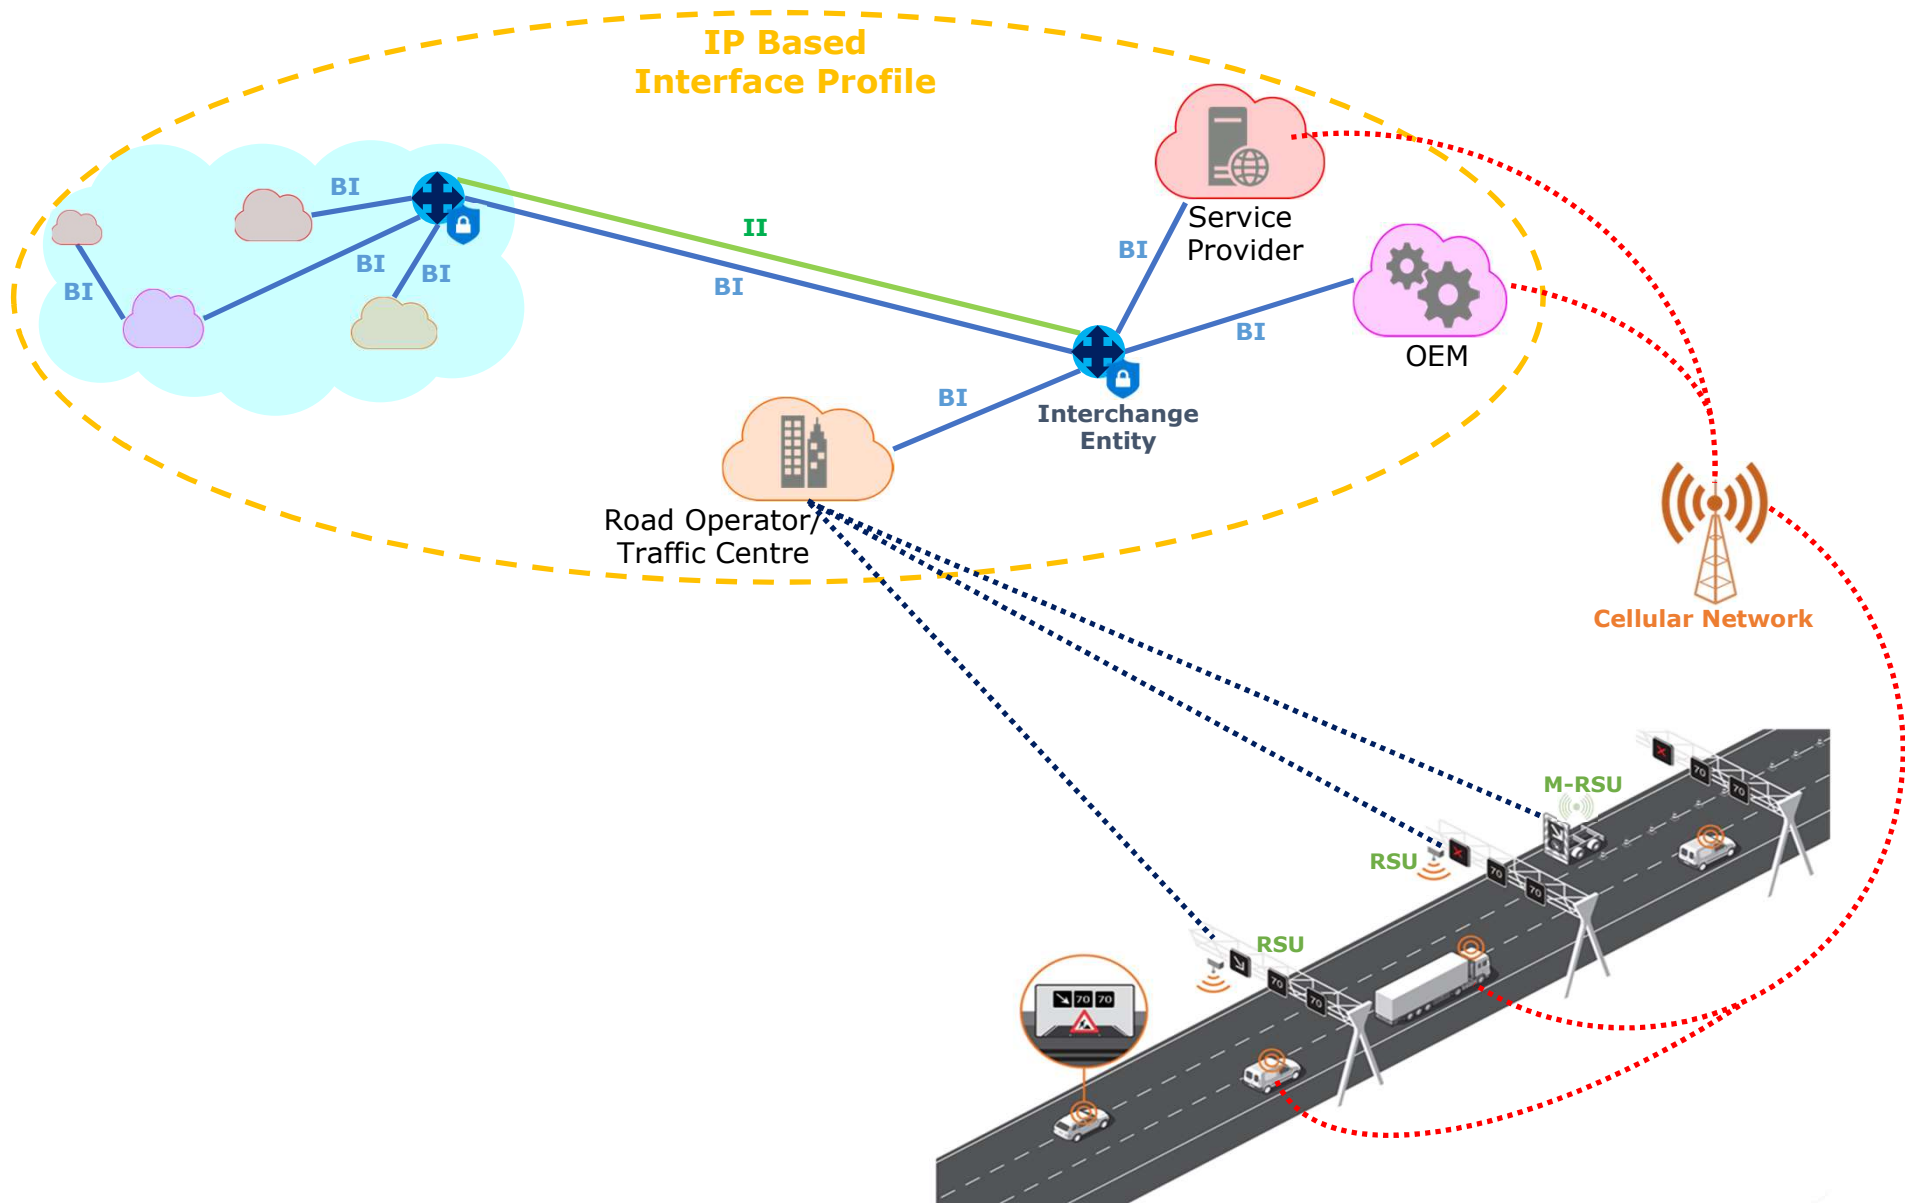 IP Based
Interface Profile
BI
BI
BI
BI
II
BI
BI
Service
Provider
BI
OEM
BI
Interchange
Entity
Road Operator/
Traffic Centre
Cellular Network
M-RSU
RSU
RSU
70
70
70
70
70
70
70 70